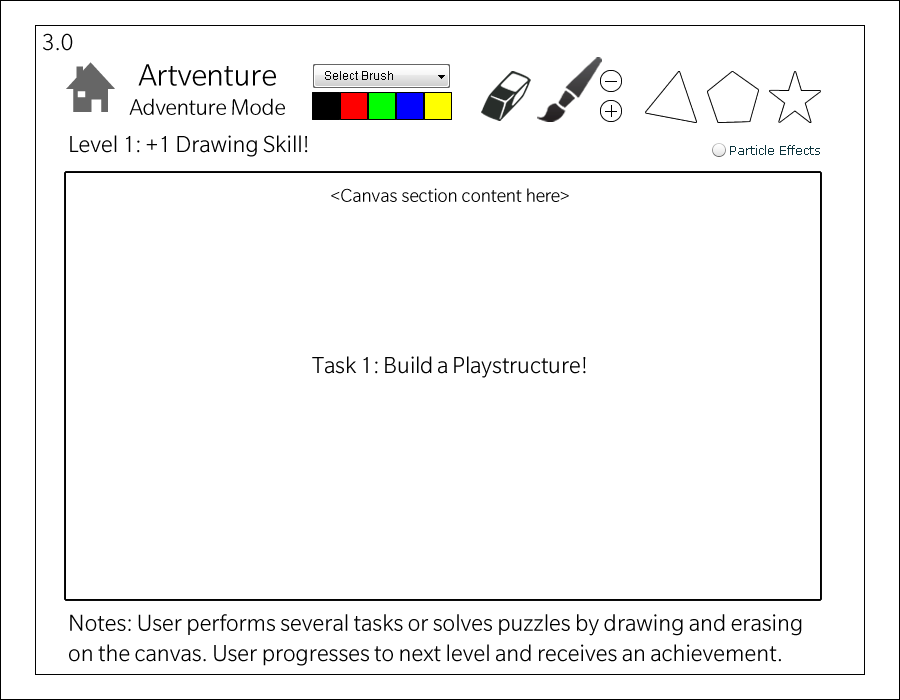 3.0
Artventure
Adventure Mode
Select Brush
Level 1: +1 Drawing Skill!
Particle Effects
<Canvas section content here>
Task 1: Build a Playstructure!
Notes: User performs several tasks or solves puzzles by drawing and erasing
on the canvas. User progresses to next level and receives an achievement.